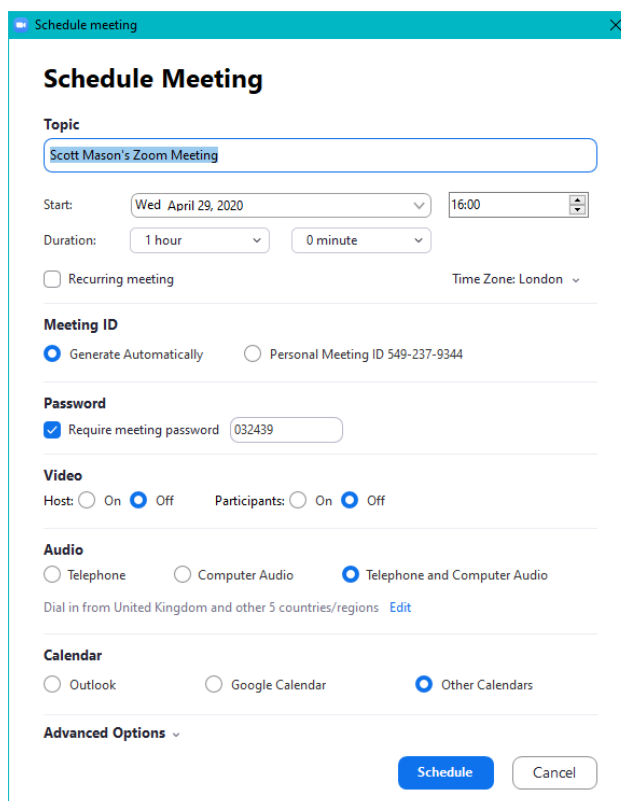 Schedule meeting
Schedule Meeting
Topic
Scott Mason's Zoom Meeting
Start: Wed April 29, 2020 16:00
Duration: 1 hour 0 minute
Recurring meeting Time Zone: London
Meeting ID
Generate Automatically Personal Meeting ID 549-237-9344
Password
Require meeting password 032439
Video
Host: On Off Participants: On Off
Audio
Telephone Computer Audio Telephone and Computer Audio
Dial in from United Kingdom and other 5 countries/regions Edit
Calendar
Outlook Google Calendar Other Calendars
Advanced Options
Schedule Cancel